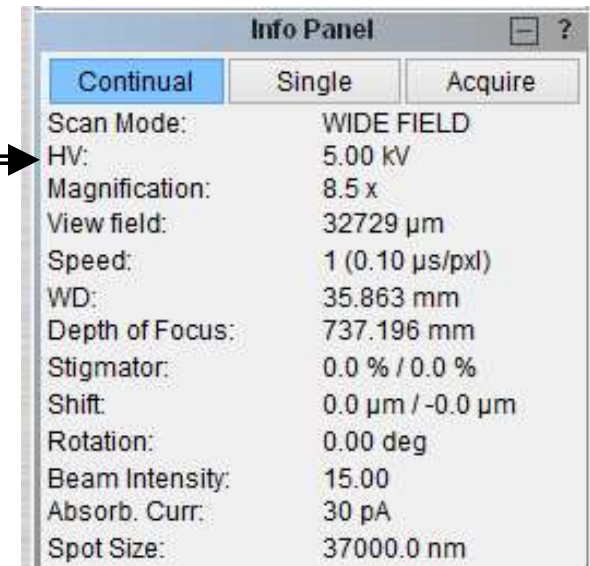 Info Panel ?
Continual Single Acquire
Scan Mode: WIDE FIELD
HV: 5.00 kV
Magnification: 8.5 x
View field: 32729 µm
Speed: 1 (0.10 µs/pxl)
WD: 35.863 mm
Depth of Focus: 737.196 mm
Stigmator: 0.0 % / 0.0 %
Shift: 0.0 µm / -0.0 µm
Rotation: 0.00 deg
Beam Intensity: 15.00
Absorb. Curr: 30 pA
Spot Size: 37000.0 nm